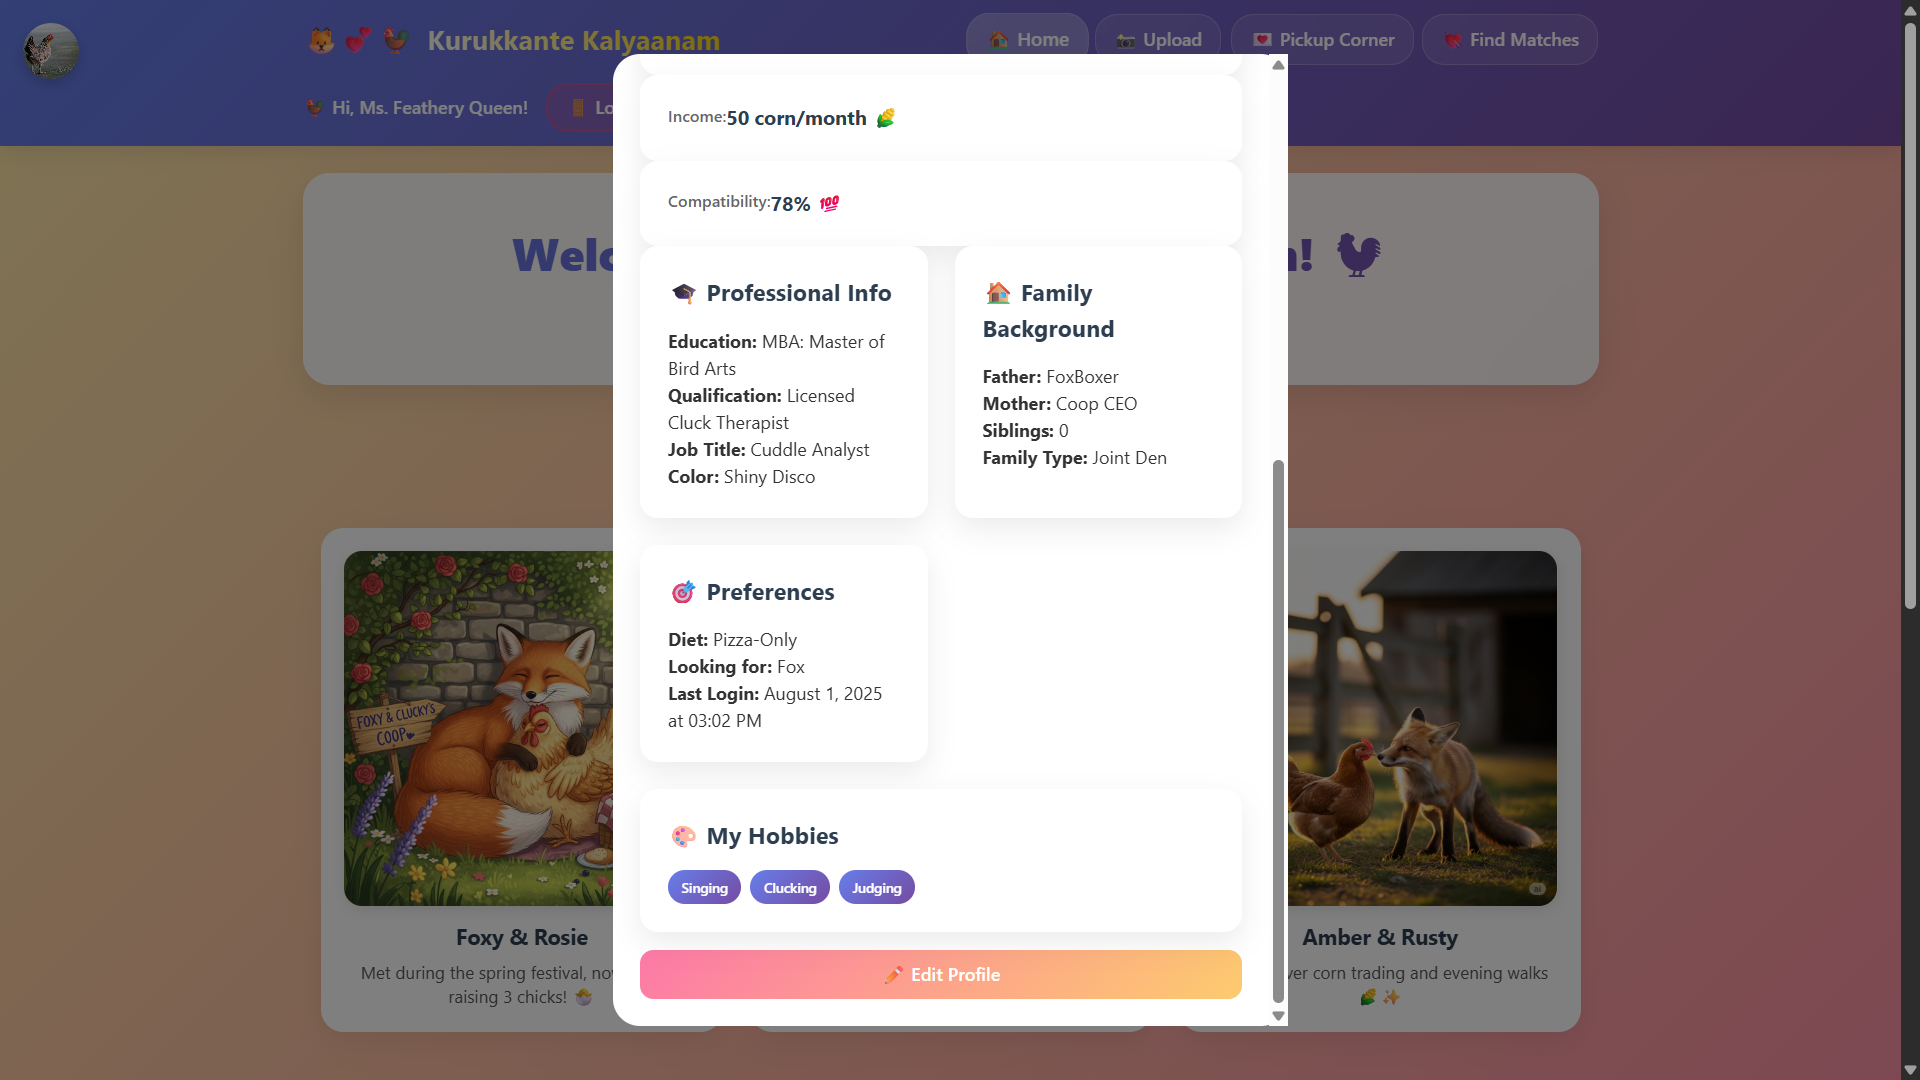 Kurukkante Kalyaanam
Home
Upload
Pickup Corner
Find Matches
Hi, Ms. Feathery Queen!
Lo
Welc
n!
Income: 50 corn/month
Compatibility: 78%
Professional Info
Education: MBA: Master of
Bird Arts
Qualification: Licensed
Cluck Therapist
Job Title: Cuddle Analyst
Color: Shiny Disco
Family
Background
Father: FoxBoxer
Mother: Coop CEO
Siblings: 0
Family Type: Joint Den
Preferences
Diet: Pizza-Only
Looking for: Fox
Last Login: August 1, 2025
at 03:02 PM
My Hobbies
Singing
Clucking
Judging
Edit Profile
FOXY & CLUCKY'S
COOP
Foxy & Rosie
Met during the spring festival, no
raising 3 chicks!
ai
Amber & Rusty
ver corn trading and evening walks